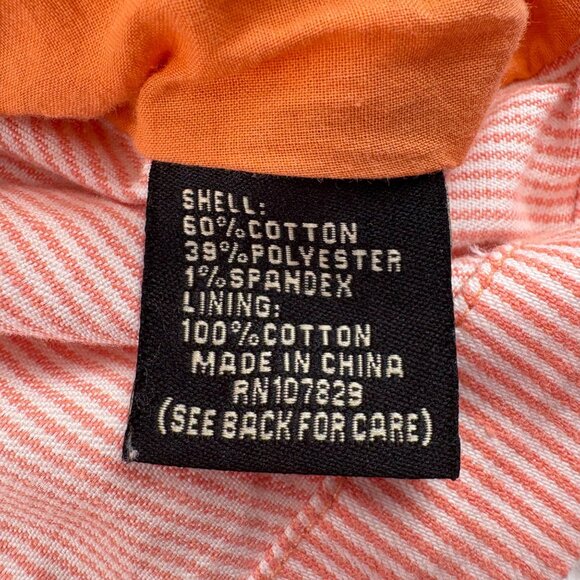 SHELL:
60%COTTON
39%POLYESTER
1%SPANDEX
LINING:
100%COTTON
MADE IN CHINA
RN107829
(SEE BACK FOR CARE)